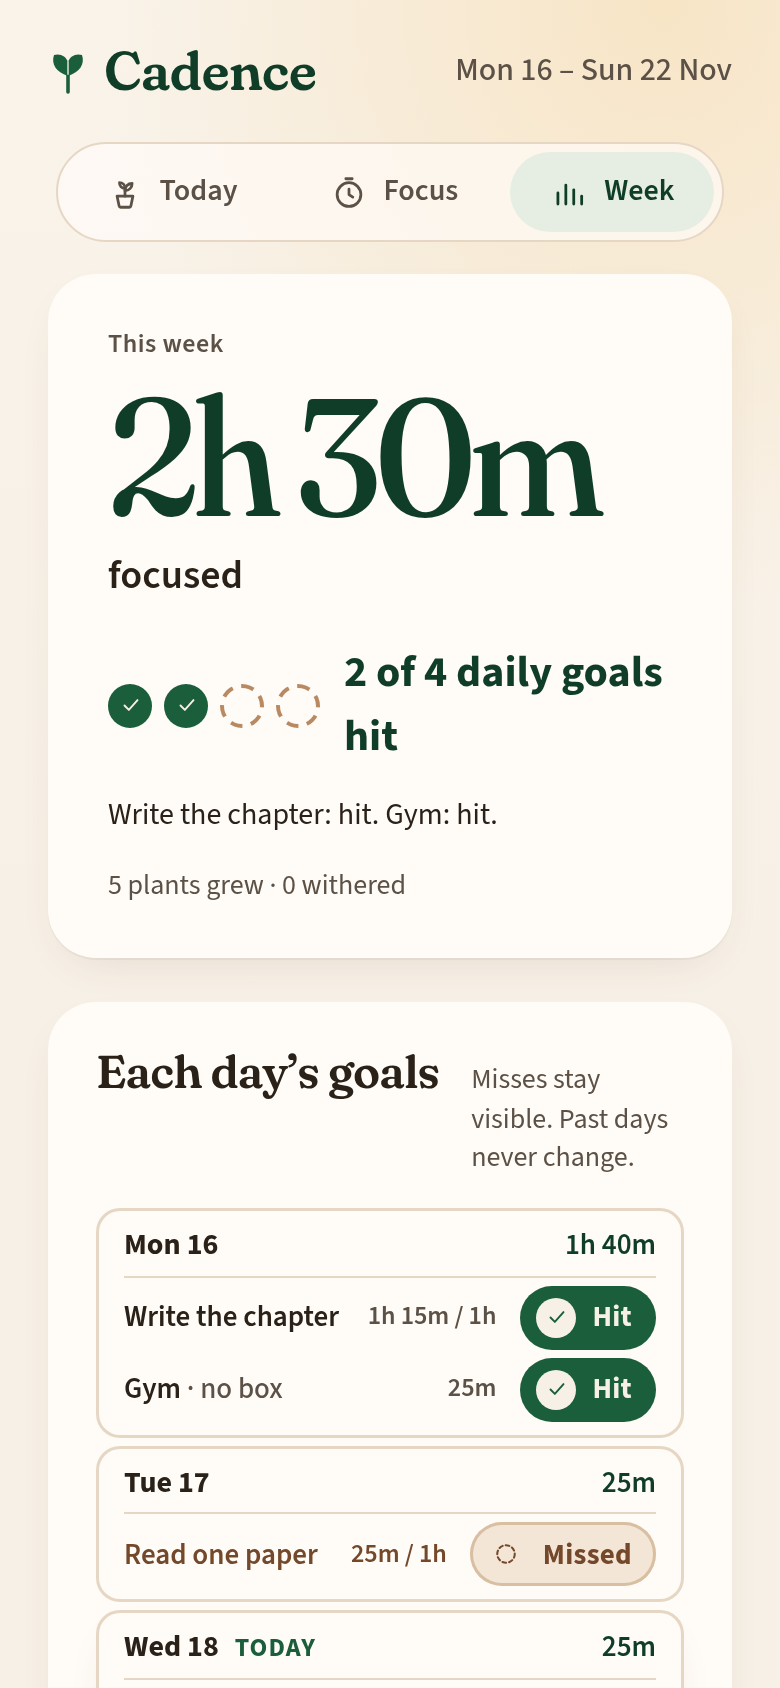 Cadence
Mon 16 – Sun 22 Nov
Today
Focus
Week
This week
2h 30m
focused
2 of 4 daily goals
hit
Write the chapter: hit. Gym: hit.
5 plants grew · 0 withered
Each day’s goals
Misses stay
visible. Past days
never change.
Mon 16 1h 40m
Write the chapter 1h 15m / 1h Hit
Gym · no box 25m Hit
Tue 17 25m
Read one paper 25m / 1h Missed
Wed 18 TODAY 25m